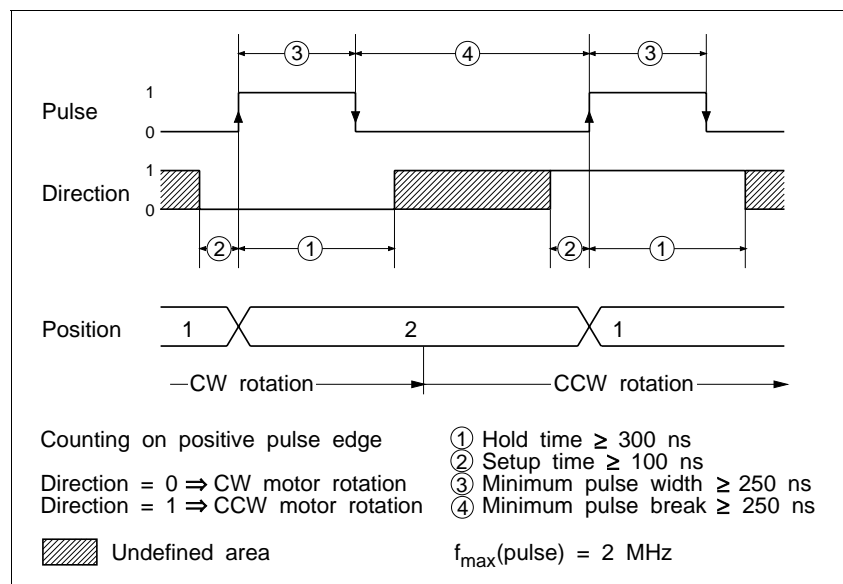 ③ ④ ③
Pulse 1
0
Direction 1
0
② ① ② ①
Position 1 2 1
CW rotation CCW rotation
Counting on positive pulse edge
Direction = 0 ⇒ CW motor rotation
Direction = 1 ⇒ CCW motor rotation
Undefined area
① Hold time ≥ 300 ns
② Setup time ≥ 100 ns
③ Minimum pulse width ≥ 250 ns
④ Minimum pulse break ≥ 250 ns
fmax(pulse) = 2 MHz